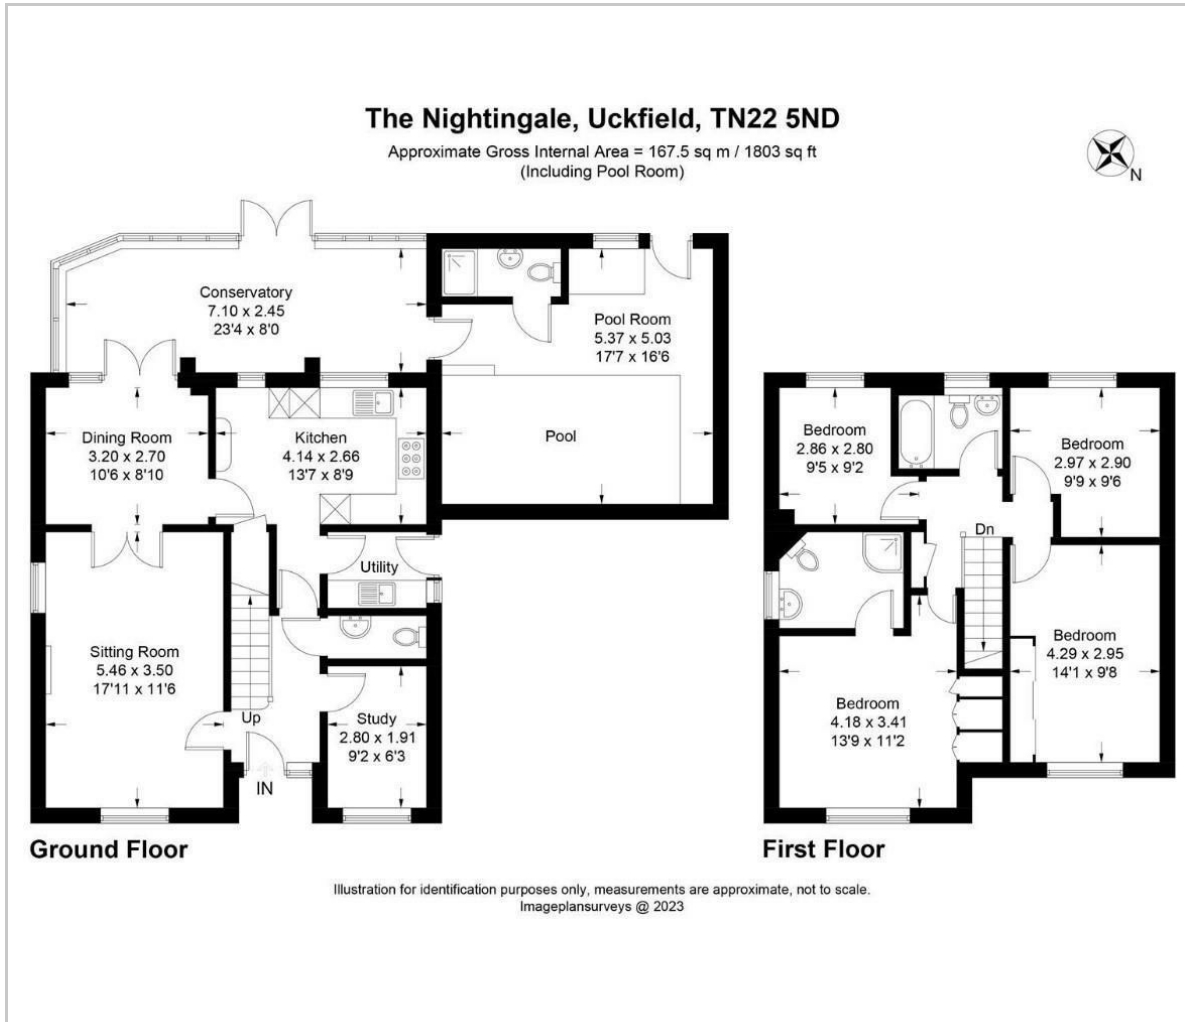 The Nightingale, Uckfield, TN22 5ND
Approximate Gross Internal Area = 167.5 sq m / 1803 sq ft
(Including Pool Room)
N
Conservatory
7.10 x 2.45
23'4 x 8'0
Pool Room
5.37 x 5.03
17'7 x 16'6
Dining Room
3.20 x 2.70
10'6 x 8'10
Kitchen
4.14 x 2.66
13'7 x 8'9
Pool
Utility
Sitting Room
5.46 x 3.50
17'11 x 11'6
Up
Study
2.80 x 1.91
9'2 x 6'3
IN
Ground Floor
Bedroom
2.86 x 2.80
9'5 x 9'2
Bedroom
2.97 x 2.90
9'9 x 9'6
Dn
Bedroom
4.29 x 2.95
14'1 x 9'8
Bedroom
4.18 x 3.41
13'9 x 11'2
First Floor
Illustration for identification purposes only, measurements are approximate, not to scale.
Imageplansurveys @ 2023